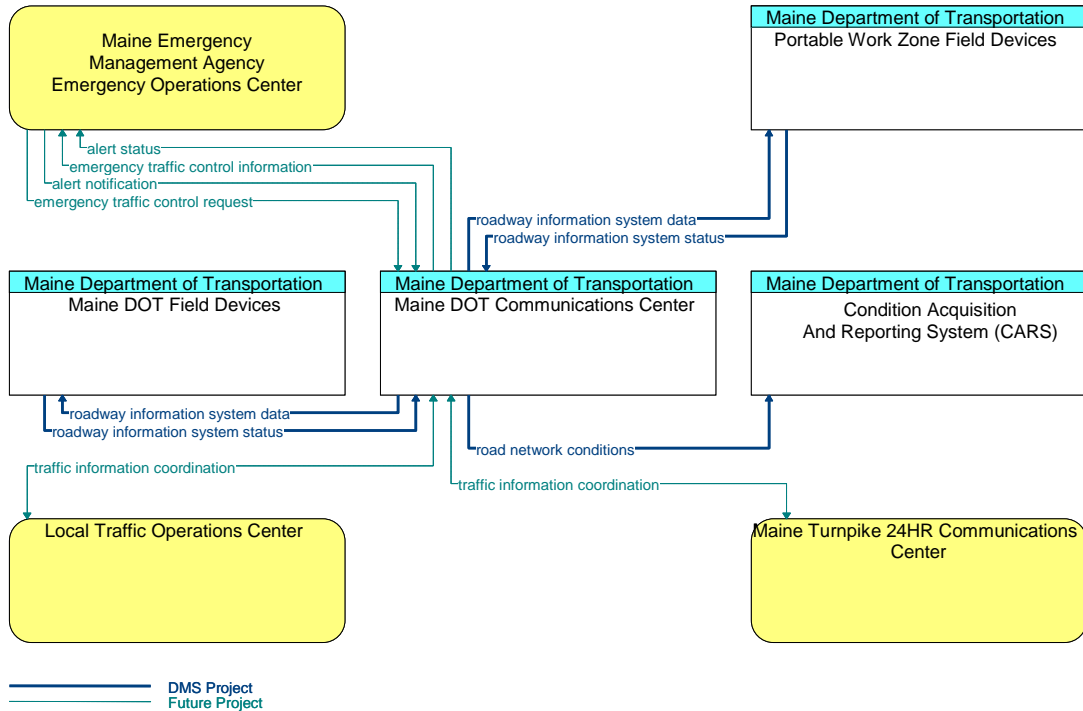 Maine Emergency
Management Agency
Emergency Operations Center
Maine Department of Transportation
Portable Work Zone Field Devices
alert status
emergency traffic control information
alert notification
emergency traffic control request
roadway information system data
roadway information system status
Maine Department of Transportation
Maine DOT Field Devices
Maine Department of Transportation
Maine DOT Communications Center
Maine Department of Transportation
Condition Acquisition
And Reporting System (CARS)
roadway information system data
roadway information system status
road network conditions
traffic information coordination
traffic information coordination
Local Traffic Operations Center
Maine Turnpike 24HR Communications
Center
DMS Project
Future Project